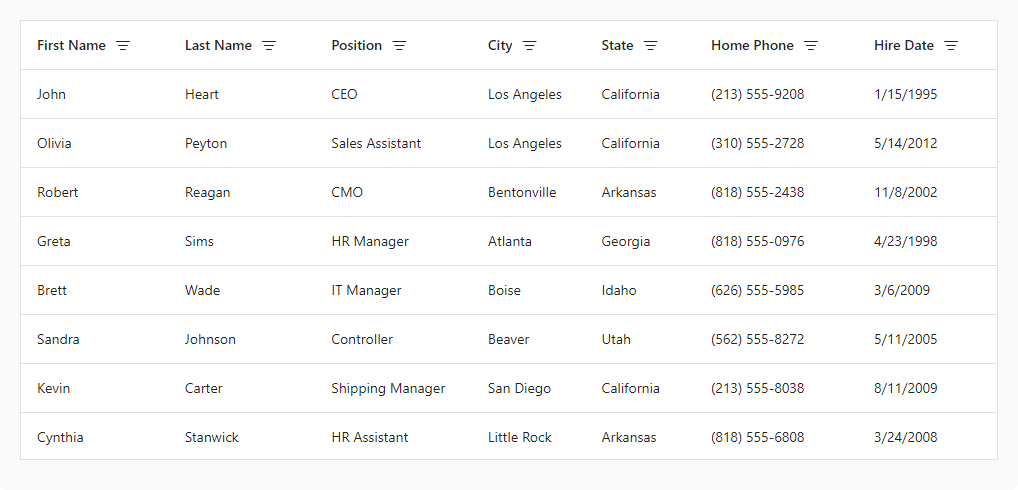 First Name Last Name Position City State Home Phone Hire Date
John Heart CEO Los Angeles California (213) 555-9208 1/15/1995
Olivia Peyton Sales Assistant Los Angeles California (310) 555-2728 5/14/2012
Robert Reagan CMO Bentonville Arkansas (818) 555-2438 11/8/2002
Greta Sims HR Manager Atlanta Georgia (818) 555-0976 4/23/1998
Brett Wade IT Manager Boise Idaho (626) 555-5985 3/6/2009
Sandra Johnson Controller Beaver Utah (562) 555-8272 5/11/2005
Kevin Carter Shipping Manager San Diego California (213) 555-8038 8/11/2009
Cynthia Stanwick HR Assistant Little Rock Arkansas (818) 555-6808 3/24/2008